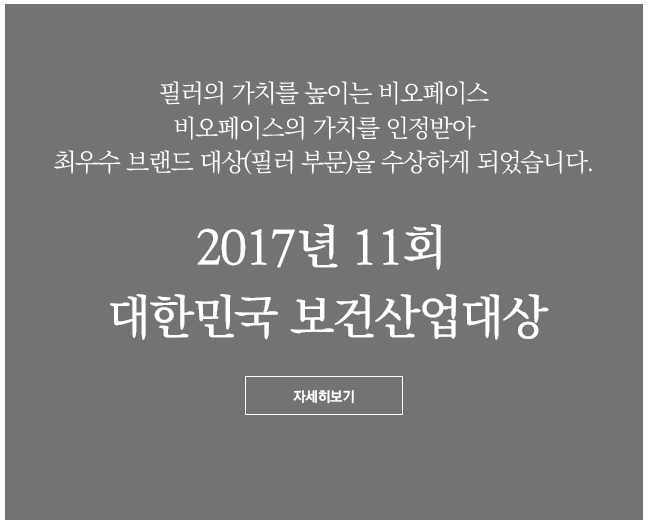 필러의 가치를 높이는 비오페이스
비오페이스의 가치를 인정받아
최우수 브랜드 대상(필러 부문)을 수상하게 되었습니다.
2017년 11회
대한민국 보건산업대상
자세히보기